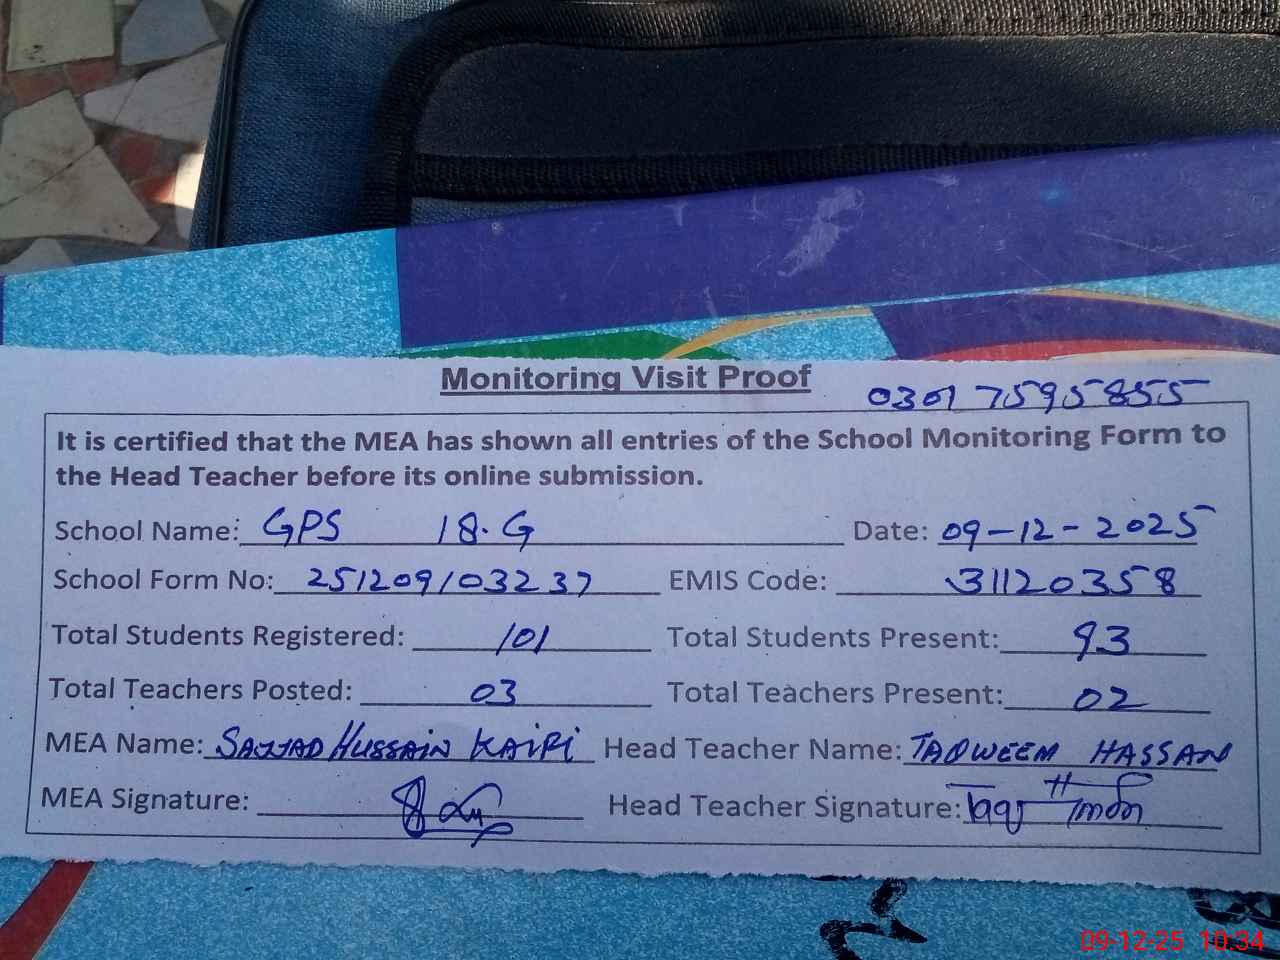 Monitoring Visit Proof
0301 7595855
It is certified that the MEA has shown all entries of the School Monitoring Form to
the Head Teacher before its online submission.
School Name: GPS 18.G Date: 09-12-2025
School Form No: 251209103237 EMIS Code: 31120358
Total Students Registered: 101 Total Students Present: 93
Total Teachers Posted: 03 Total Teachers Present: 02
MEA Name: SAJJAD HUSSAIN KAIRI Head Teacher Name: TAQWEEM HASSAN
MEA Signature: Head Teacher Signature:
09-12-25 10:34